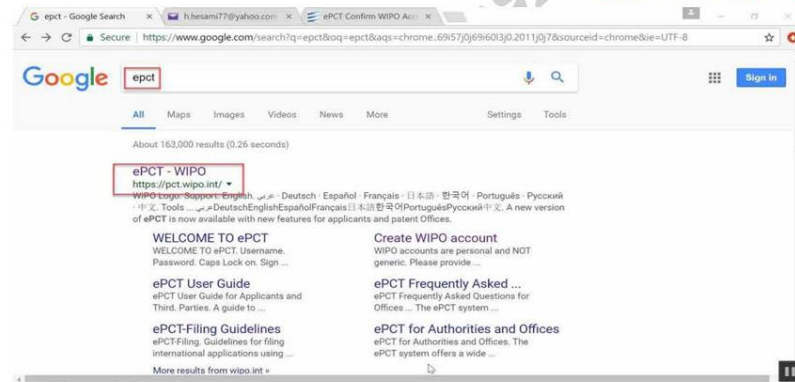 epct - Google Search
h.hesami77@yahoo.com
ePCT Confirm WIPO Acc
Secure
https://www.google.com/search?q=epct&oq=epct&aqs=chrome..69i57j0j69i60l3j0.2011j0j7&sourceid=chrome&ie=UTF-8
Google
epct
Sign in
All Maps Images Videos News More Settings Tools
About 163,000 results (0.26 seconds)
ePCT - WIPO
https://pct.wipo.int/
WIPO Logo. Support. English. عربي · Deutsch · Español · Français · 日本語 · 한국어 · Português · Русский
· 中文. Tools ... عربيDeutschEnglishEspañolFrançais日本語한국어PortuguêsРусский中文. A new version
of ePCT is now available with new features for applicants and patent Offices.
WELCOME TO ePCT
WELCOME TO ePCT. Username.
Password. Caps Lock on. Sign ...
Create WIPO account
WIPO accounts are personal and NOT
generic. Please provide ...
ePCT User Guide
ePCT User Guide for Applicants and
Third. Parties. A guide to ...
ePCT Frequently Asked ...
ePCT Frequently Asked Questions for
Offices ... The ePCT system ...
ePCT-Filing Guidelines
ePCT-Filing. Guidelines for filing
international applications using ...
ePCT for Authorities and Offices
ePCT for Authorities and Offices. The
ePCT system offers a wide ...
More results from wipo.int »